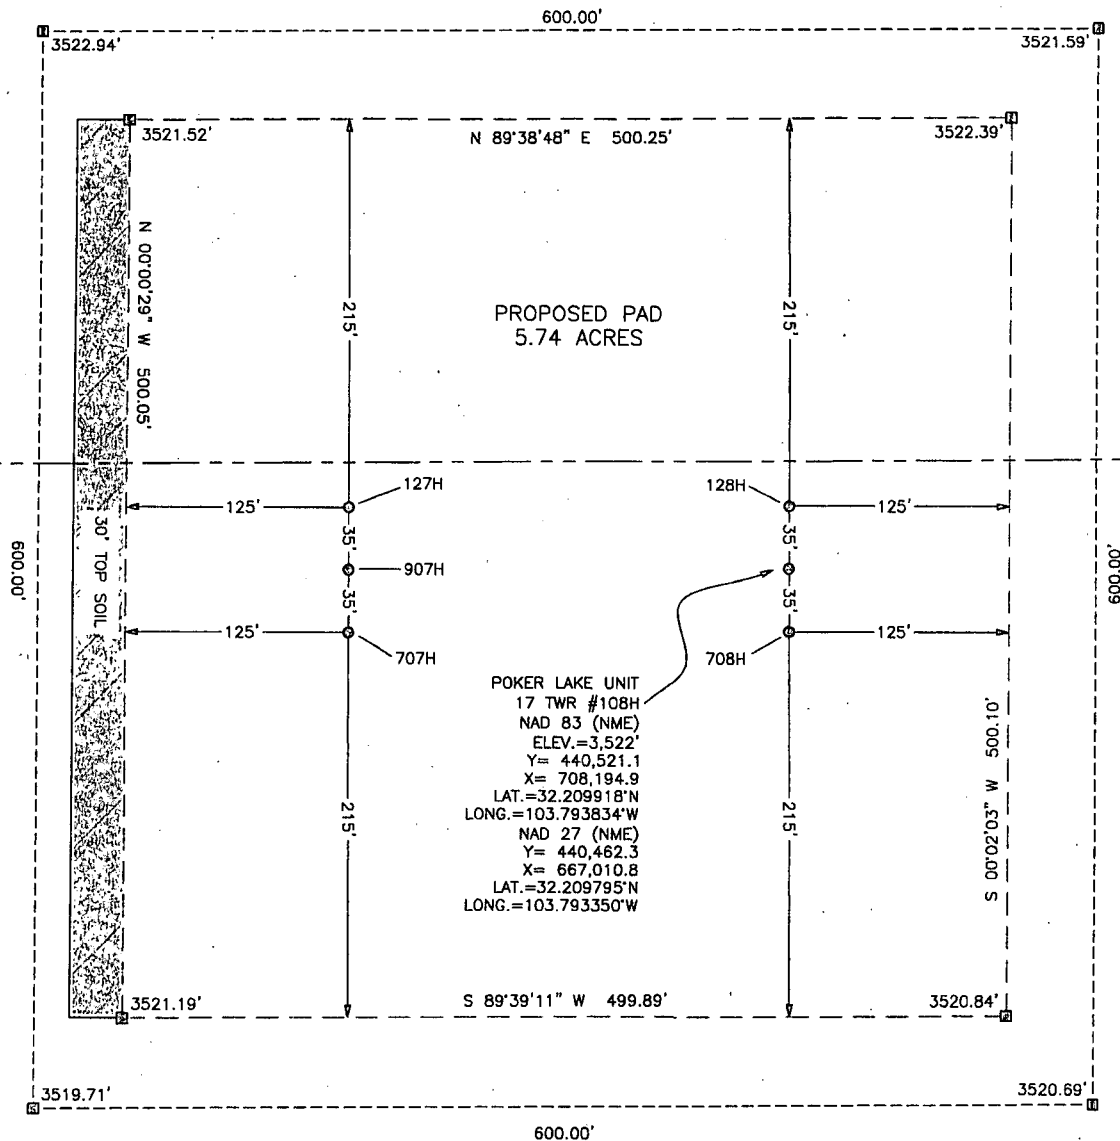 600.00'
3522.94'
3521.59'
3521.52'
N 89°38'48" E 500.25'
3522.39'
N 00°00'29" W 500.05'
215'
215'
PROPOSED PAD
5.74 ACRES
127H
128H
125'
125'
35'
35'
30' TOP SOIL
600.00'
600.00'
907H
35'
35'
125'
125'
707H
708H
POKER LAKE UNIT
17 TWR #108H
NAD 83 (NME)
ELEV.=3,522'
Y= 440,521.1
X= 708,194.9
LAT.=32.209918°N
LONG.=103.793834°W
NAD 27 (NME)
Y= 440,462.3
X= 667,010.8
LAT.=32.209795°N
LONG.=103.793350°W
215'
215'
S 00°02'03" W 500.10'
3521.19'
S 89°39'11" W 499.89'
3520.84'
3519.71'
3520.69'
600.00'